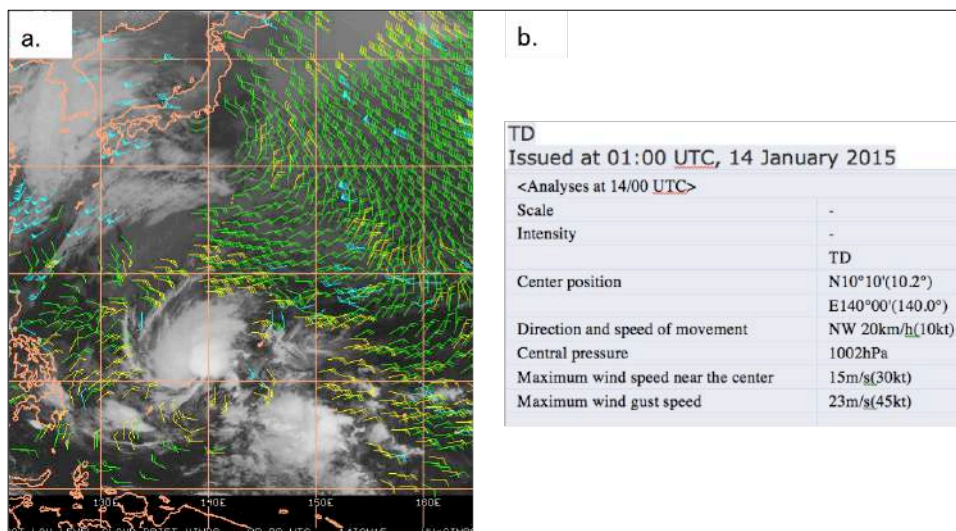 a.
b.
TD
Issued at 01:00 UTC, 14 January 2015
<Analyses at 14/00 UTC>
Scale -
Intensity -
TD
Center position N10°10'(10.2°)
E140°00'(140.0°)
Direction and speed of movement NW 20km/h(10kt)
Central pressure 1002hPa
Maximum wind speed near the center 15m/s(30kt)
Maximum wind gust speed 23m/s(45kt)
130E 140E 150E 160E